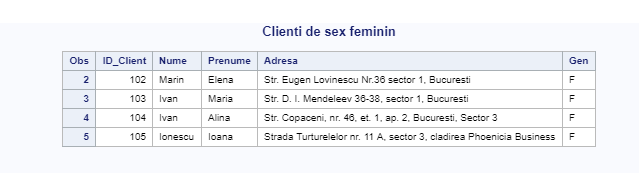 Clienti de sex feminin
Obs ID_Client Nume Prenume Adresa Gen
2 102 Marin Elena Str. Eugen Lovinescu Nr.36 sector 1, Bucuresti F
3 103 Ivan Maria Str. D. I. Mendeleev 36-38, sector 1, Bucuresti F
4 104 Ivan Alina Str. Copaceni, nr. 46, et. 1, ap. 2, Bucuresti, Sector 3 F
5 105 Ionescu Ioana Strada Turturelelor nr. 11 A, sector 3, cladirea Phoenicia Business F